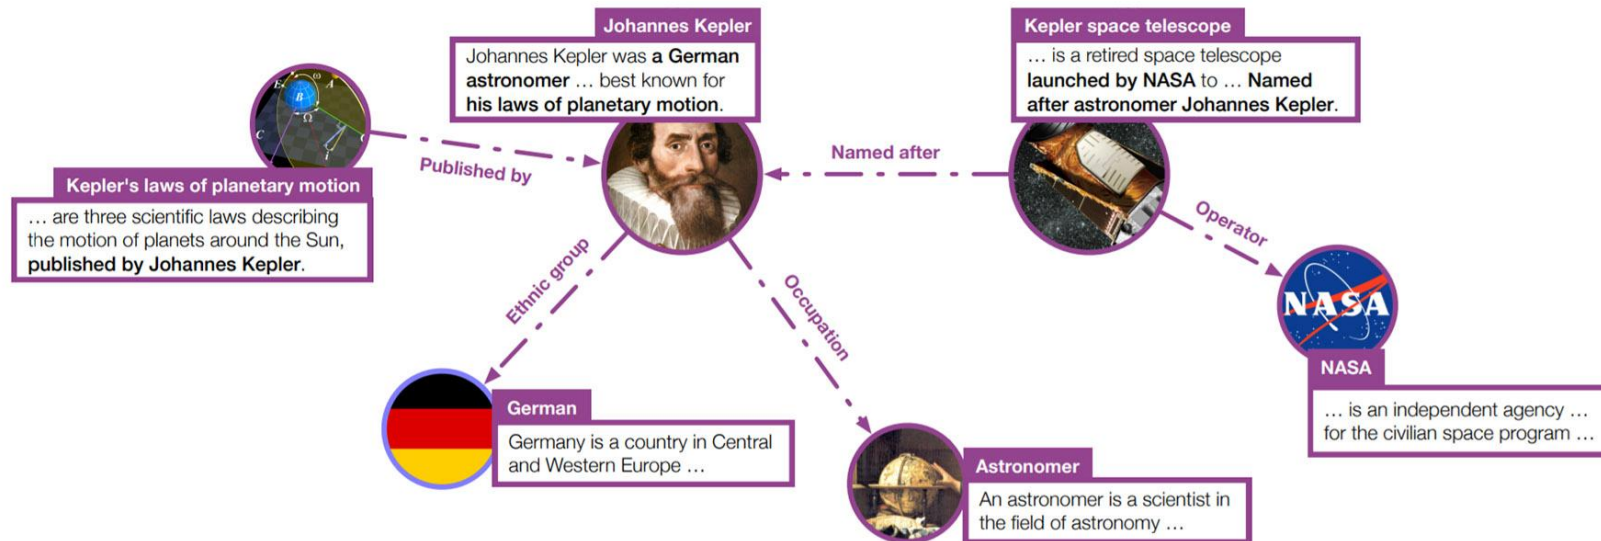 Johannes Kepler
Johannes Kepler was a German
astronomer … best known for
his laws of planetary motion.
Kepler space telescope
… is a retired space telescope
launched by NASA to … Named
after astronomer Johannes Kepler.
E
ω
A
B
Ω
C
i
Published by
Named after
Kepler's laws of planetary motion
… are three scientific laws describing
the motion of planets around the Sun,
published by Johannes Kepler.
Operator
Ethnic group
Occupation
NASA
NASA
… is an independent agency …
for the civilian space program …
German
Germany is a country in Central
and Western Europe …
Astronomer
An astronomer is a scientist in
the field of astronomy …